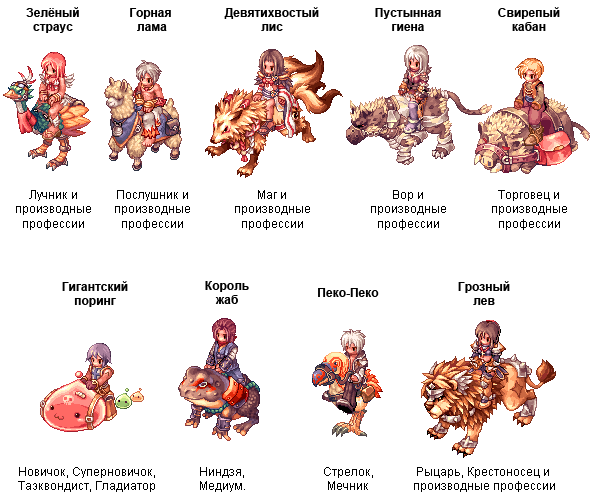 Зелёный
страус
Горная
лама
Девятихвостый
лис
Пустынная
гиена
Свирепый
кабан
Лучник и
производные
профессии
Послушник и
производные
профессии
Маг и
производные
профессии
Вор и
производные
профессии
Торговец и
производные
профессии
Гигантский
поринг
Король
жаб
Пеко-Пеко
Грозный
лев
Новичок, Суперновичок,
Таэквондист, Гладиатор
Ниндзя,
Медиум.
Стрелок,
Мечник
Рыцарь, Крестоносец и
производные профессии